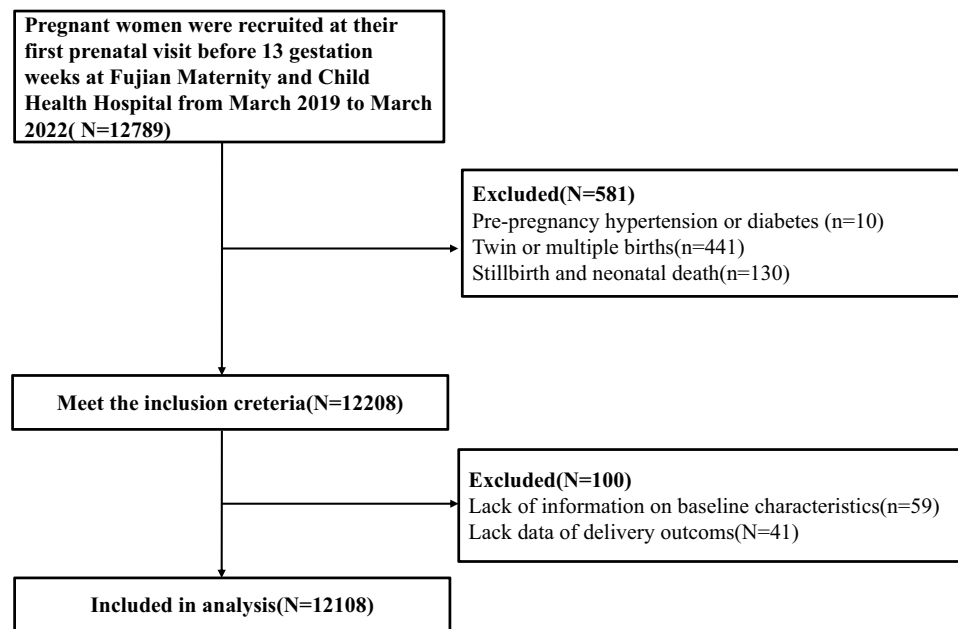 Pregnant women were recruited at their
first prenatal visit before 13 gestation
weeks at Fujian Maternity and Child
Health Hospital from March 2019 to March
2022( N=12789)
Excluded(N=581)
Pre-pregnancy hypertension or diabetes (n=10)
Twin or multiple births(n=441)
Stillbirth and neonatal death(n=130)
Meet the inclusion creteria(N=12208)
Excluded(N=100)
Lack of information on baseline characteristics(n=59)
Lack data of delivery outcoms(N=41)
Included in analysis(N=12108)